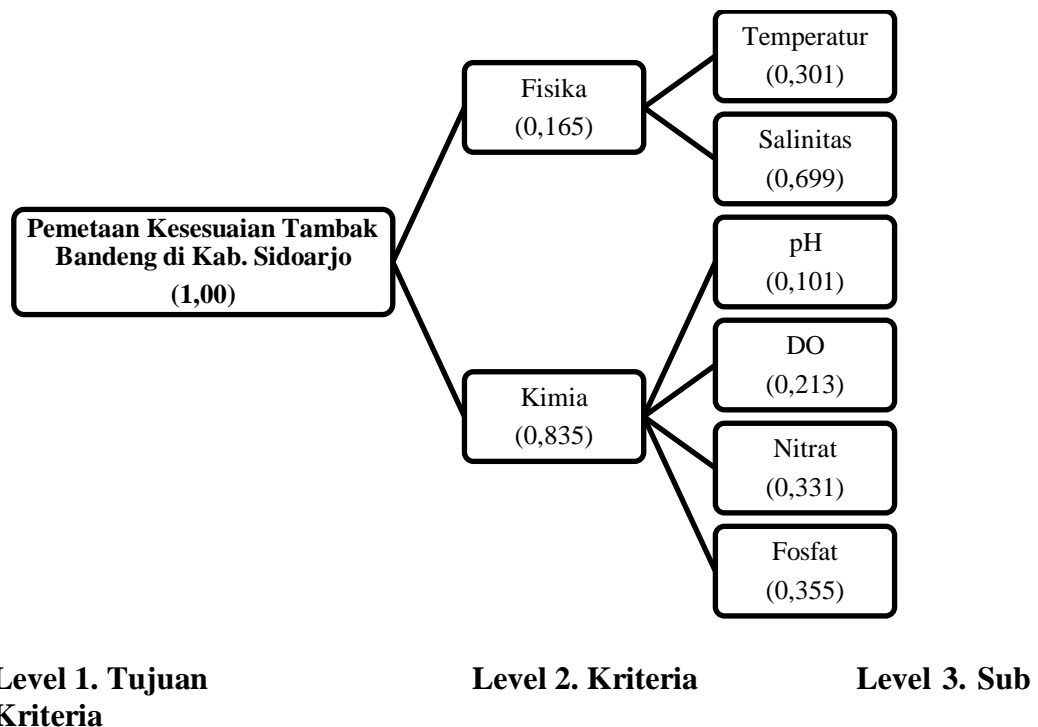 Temperatur
(0,301)
Fisika
(0,165)
Salinitas
(0,699)
Pemetaan Kesesuaian Tambak
Bandeng di Kab. Sidoarjo
(1,00)
pH
(0,101)
DO
(0,213)
Kimia
(0,835)
Nitrat
(0,331)
Fosfat
(0,355)
Level 1. Tujuan Level 2. Kriteria Level 3. Sub
Kriteria